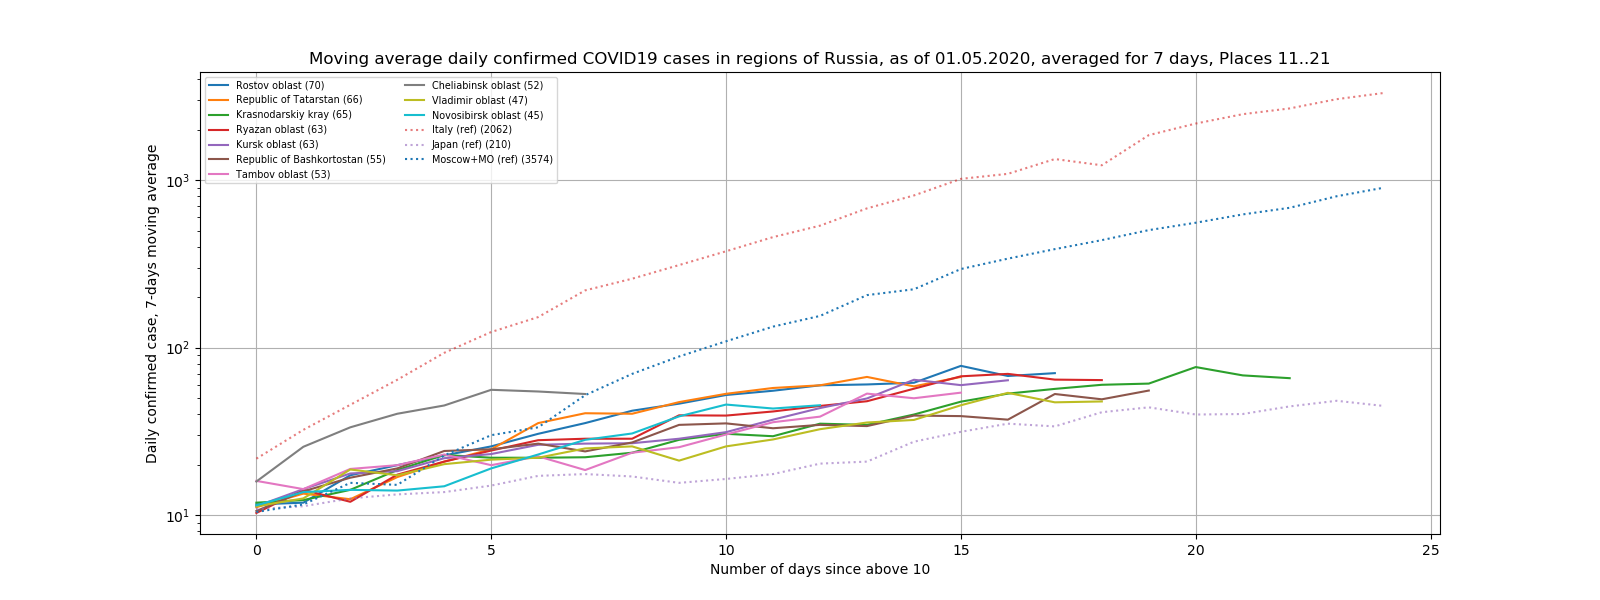 Moving average daily confirmed COVID19 cases in regions of Russia, as of 01.05.2020, averaged for 7 days, Places 11..21
Rostov oblast (70)
Republic of Tatarstan (66)
Krasnodarskiy kray (65)
Ryazan oblast (63)
Kursk oblast (63)
Republic of Bashkortostan (55)
Tambov oblast (53)
Cheliabinsk oblast (52)
Vladimir oblast (47)
Novosibirsk oblast (45)
Italy (ref) (2062)
Japan (ref) (210)
Moscow+MO (ref) (3574)
Daily confirmed case, 7-days moving average
10³
10²
10¹
0 5 10 15 20 25
Number of days since above 10